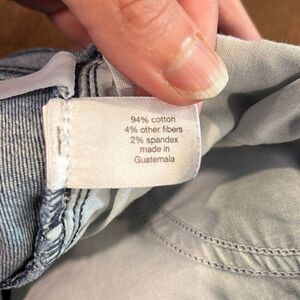 94% cotton
4% other fibers
2% spandex
made in
Guatemala